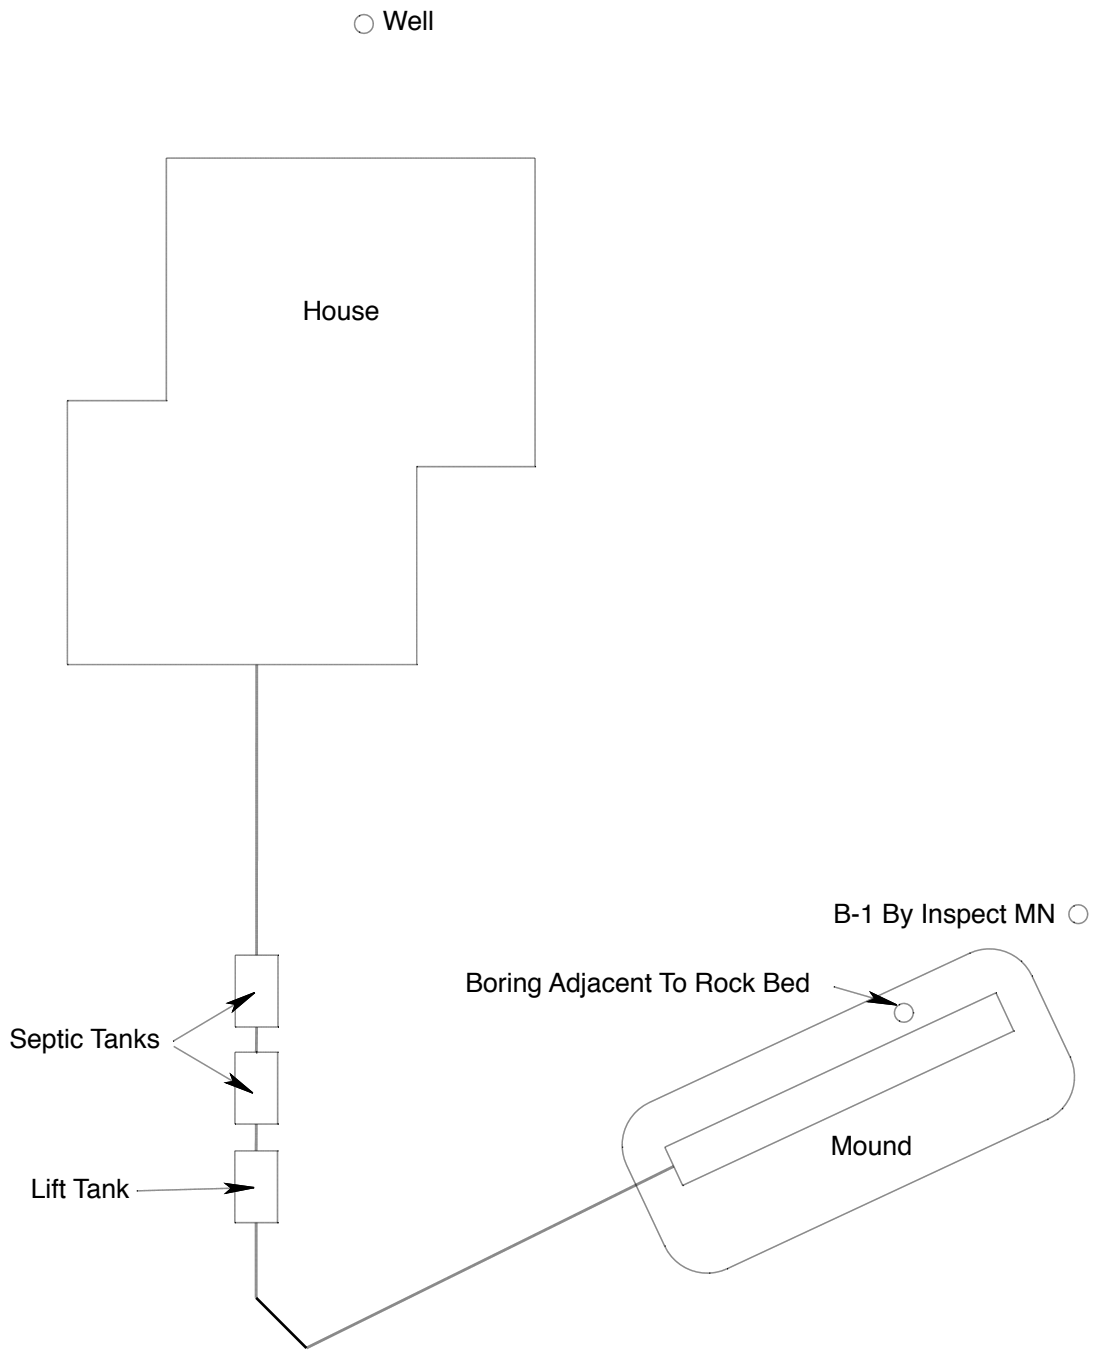 Well
House
B-1 By Inspect MN
Boring Adjacent To Rock Bed
Septic Tanks
Mound
Lift Tank